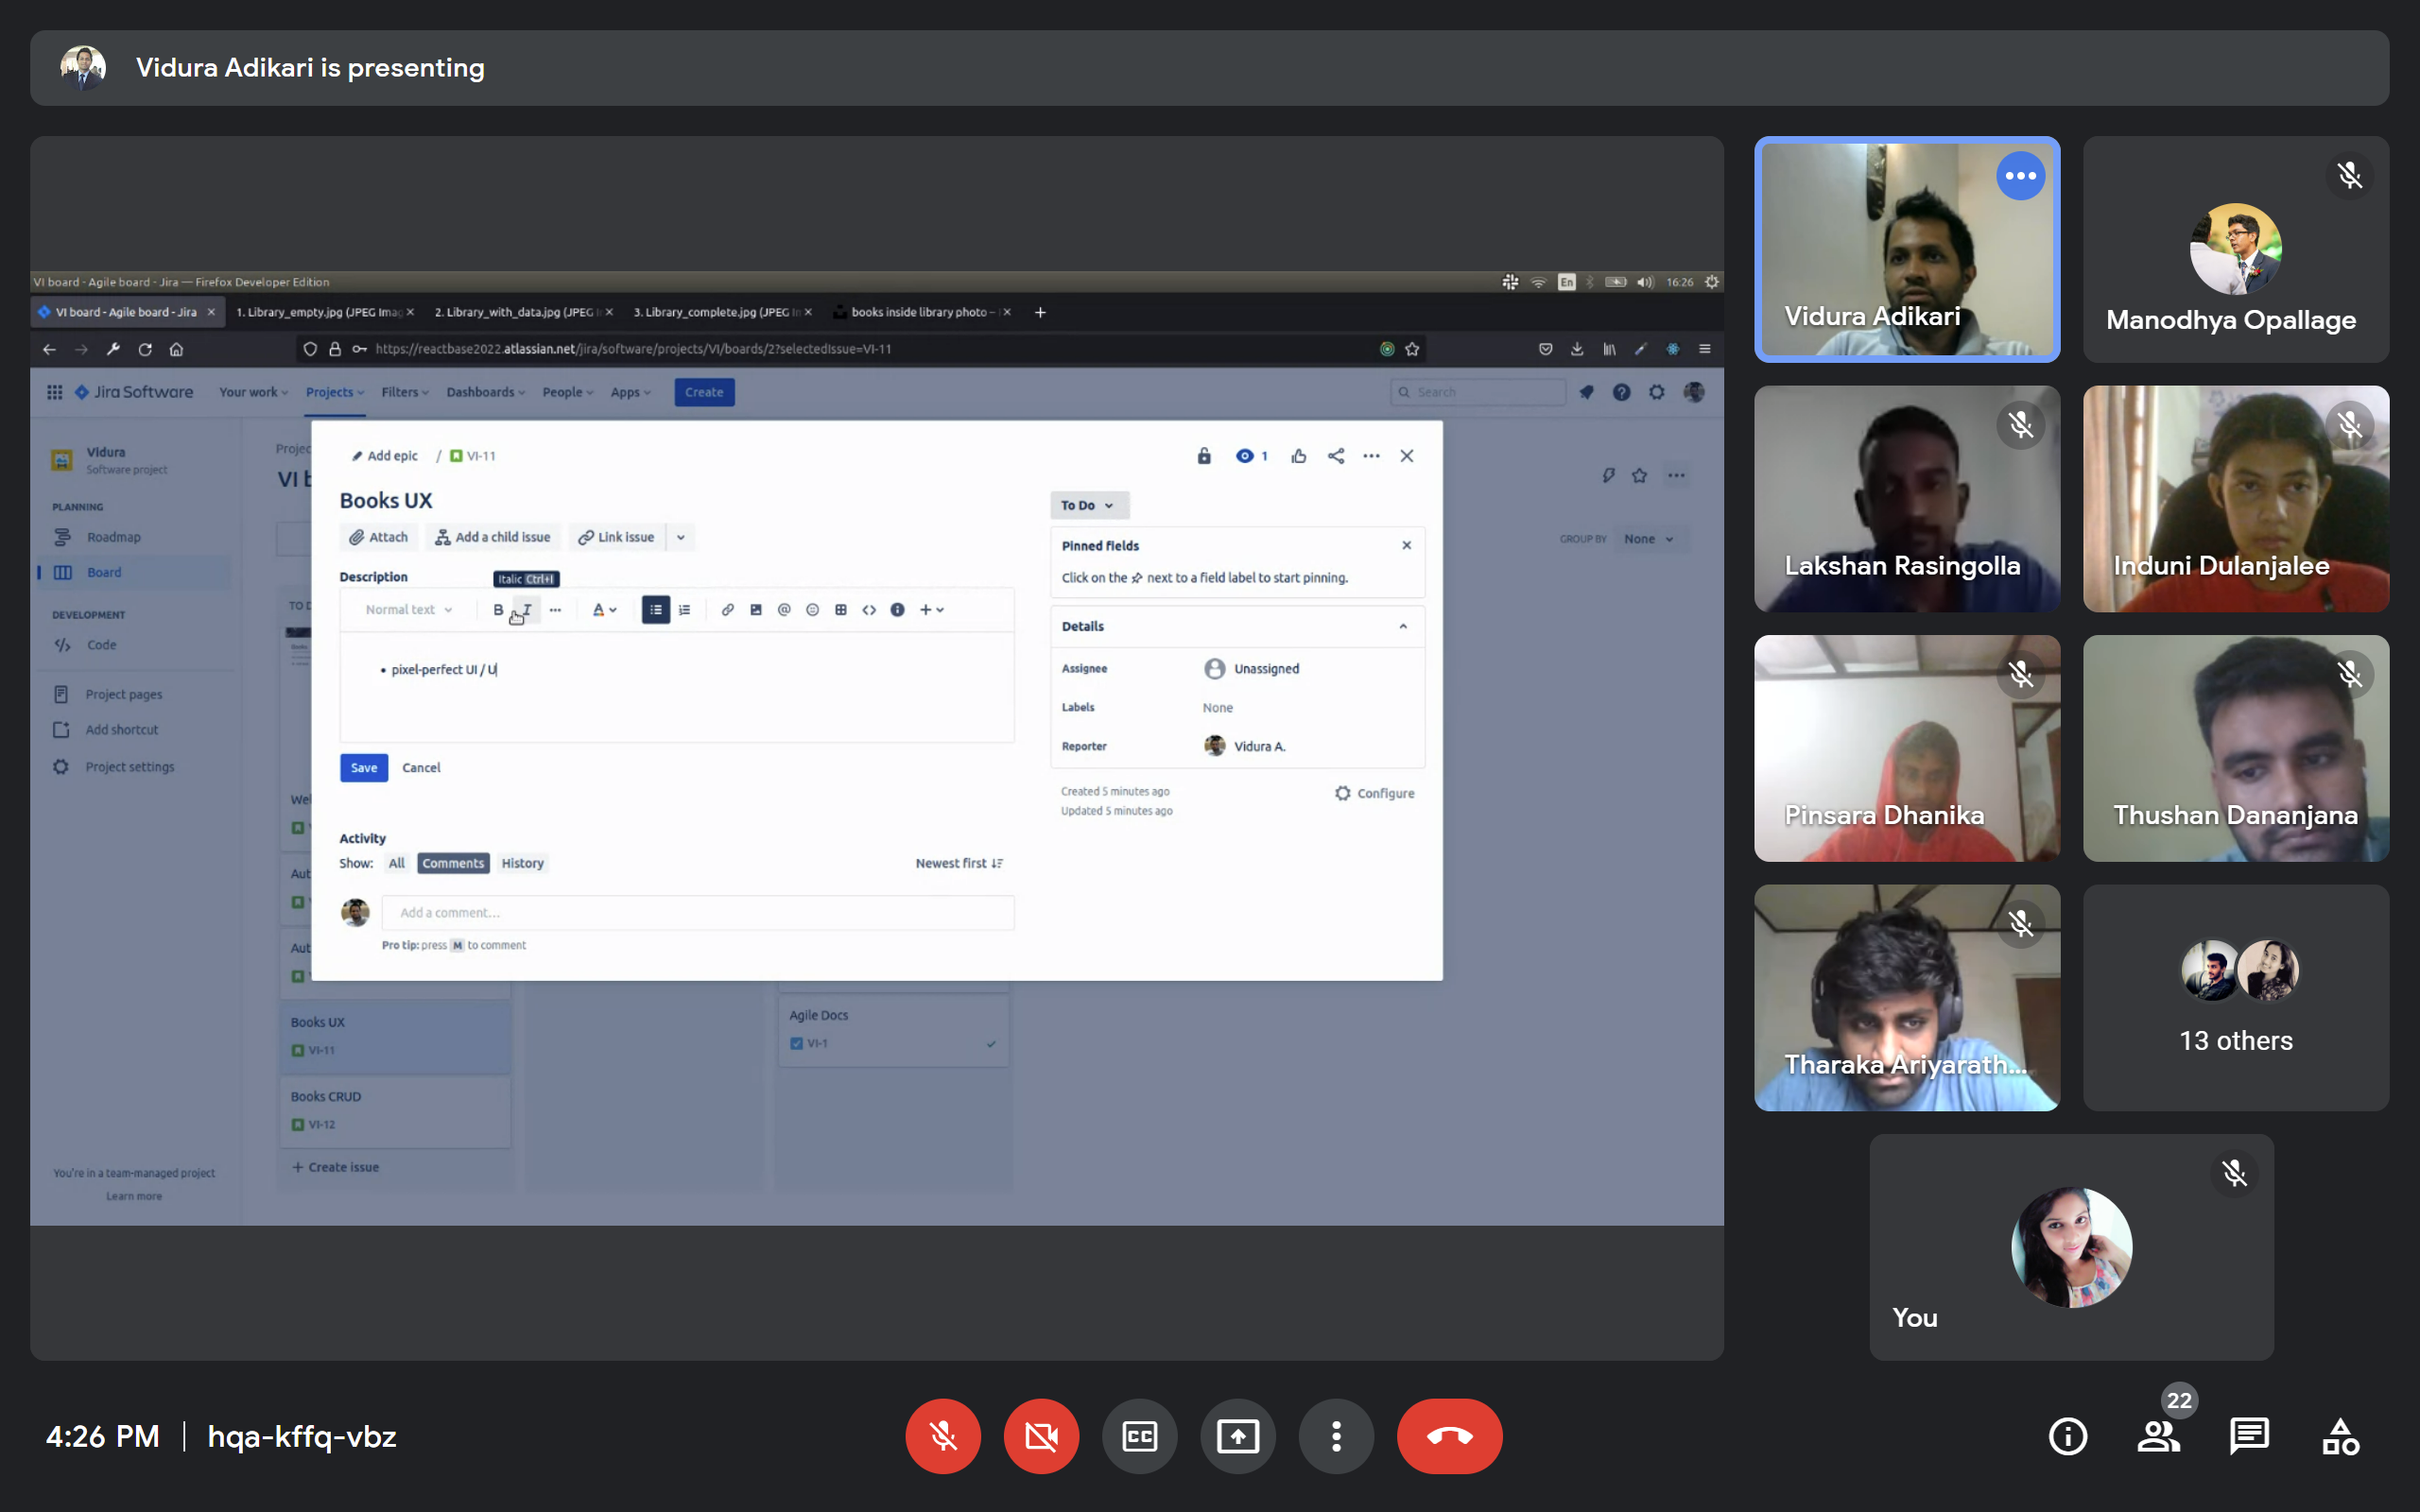 Vidura Adikari is presenting
VI board - Agile board - Jira — Firefox Developer Edition
En
16:26
VI board - Agile board - Jira
1. Library_empty.jpg (JPEG Imag
2. Library_with_data.jpg (JPEG I
3. Library_complete.jpg (JPEG In
books inside library photo –
https://reactbase2022.atlassian.net/jira/software/projects/VI/boards/2?selectedIssue=VI-11
Jira Software
Your work
Projects
Filters
Dashboards
People
Apps
Create
Search
Vidura
Software project
PLANNING
Roadmap
Board
DEVELOPMENT
Code
Project pages
Add shortcut
Project settings
You're in a team-managed project
Learn more
Projec
VI b
GROUP BY
None
TO D
Wel
Aut
Aut
Books UX
VI-11
Books CRUD
VI-12
+ Create issue
Agile Docs
VI-1
Add epic / VI-11
1
Books UX
Attach
Add a child issue
Link issue
Description
Italic Ctrl+I
Normal text
B
I
A
• pixel-perfect UI / U
Save
Cancel
Activity
Show:
All
Comments
History
Newest first
Add a comment...
Pro tip: press M to comment
To Do
Pinned fields
Click on the next to a field label to start pinning.
Details
Assignee
Unassigned
Labels
None
Reporter
Vidura A.
Created 5 minutes ago
Updated 5 minutes ago
Configure
Vidura Adikari
Manodhya Opallage
Lakshan Rasingolla
Induni Dulanjalee
Pinsara Dhanika
Thushan Dananjana
Tharaka Ariyarath...
13 others
You
4:26 PM | hqa-kffq-vbz
CC
22